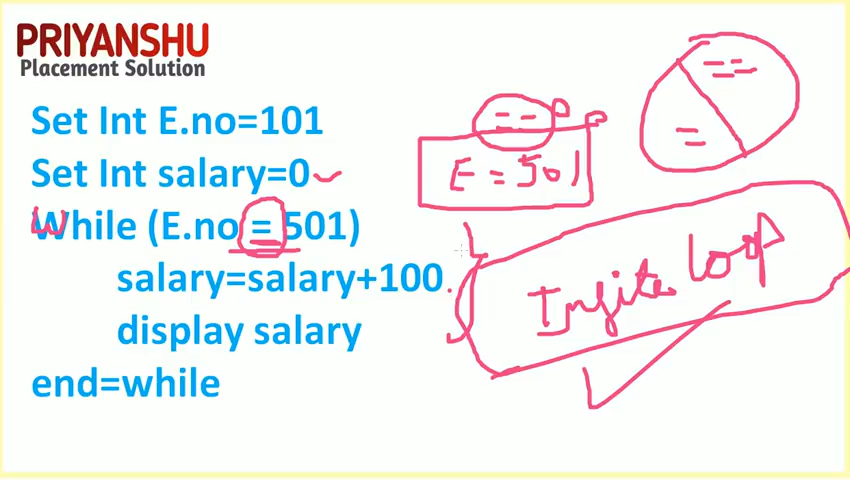 PRIYANSHU
Placement Solution
Set Int E.no=101
Set Int salary=0
While (E.no = 501)
salary=salary+100
display salary
end=while
E = 501
Infite loop
W